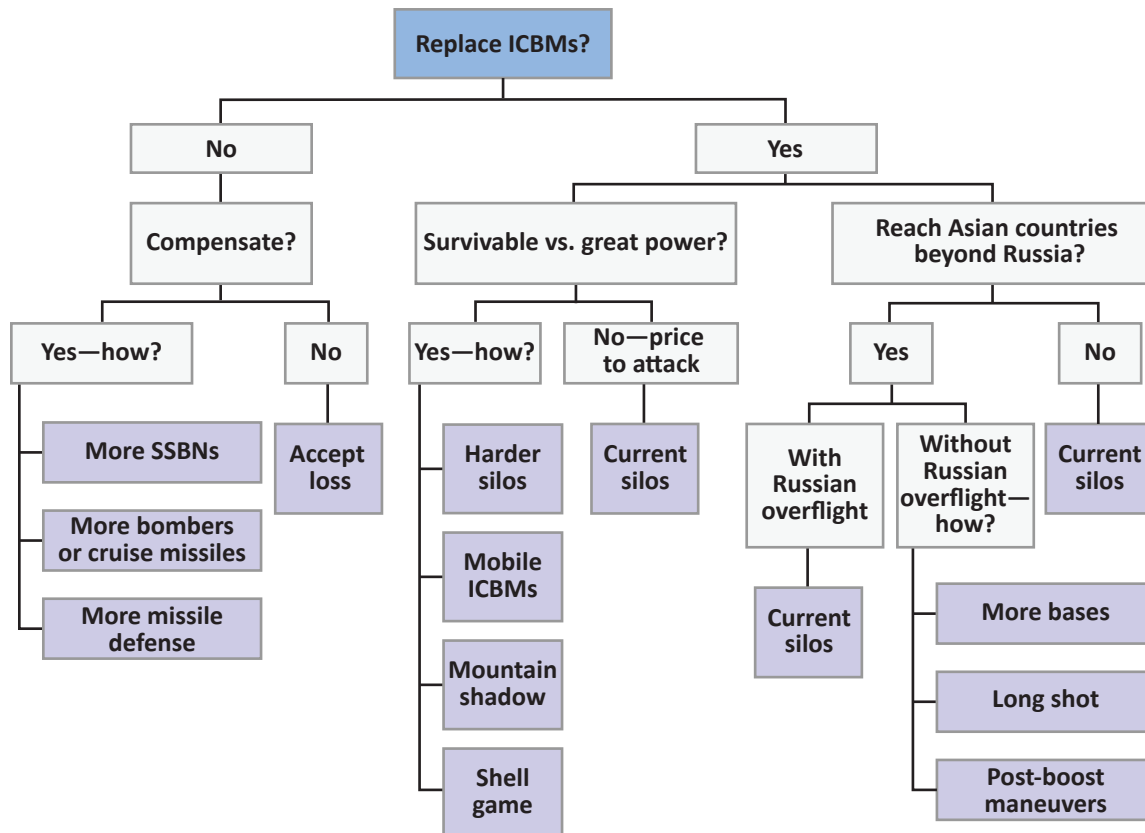 Replace ICBMs?
No
Yes
Compensate?
Survivable vs. great power?
Reach Asian countries
beyond Russia?
Yes—how?
No
Yes—how?
No—price
to attack
Yes
No
More SSBNs
Accept
loss
Harder
silos
Current
silos
With
Russian
overflight
Without
Russian
overflight—
how?
Current
silos
More bombers
or cruise missiles
Mobile
ICBMs
More missile
defense
Current
silos
More bases
Mountain
shadow
Long shot
Shell
game
Post-boost
maneuvers